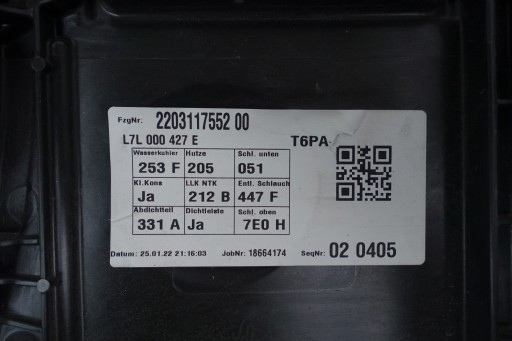 FzgNr: 2203117552 00
L7L 000 427 E T6PA
Wasserkuhler Hutze Schl. unten
253 F 205 051
Kl.Kons LLK NTK Entl. Schlauch
Ja 212 B 447 F
Abdichtteil Dichtleiste Schl. oben
331 A Ja 7E0 H
Datum: 25.01.22 21:16:03 JobNr: 18664174 SeqNr: 02 0405